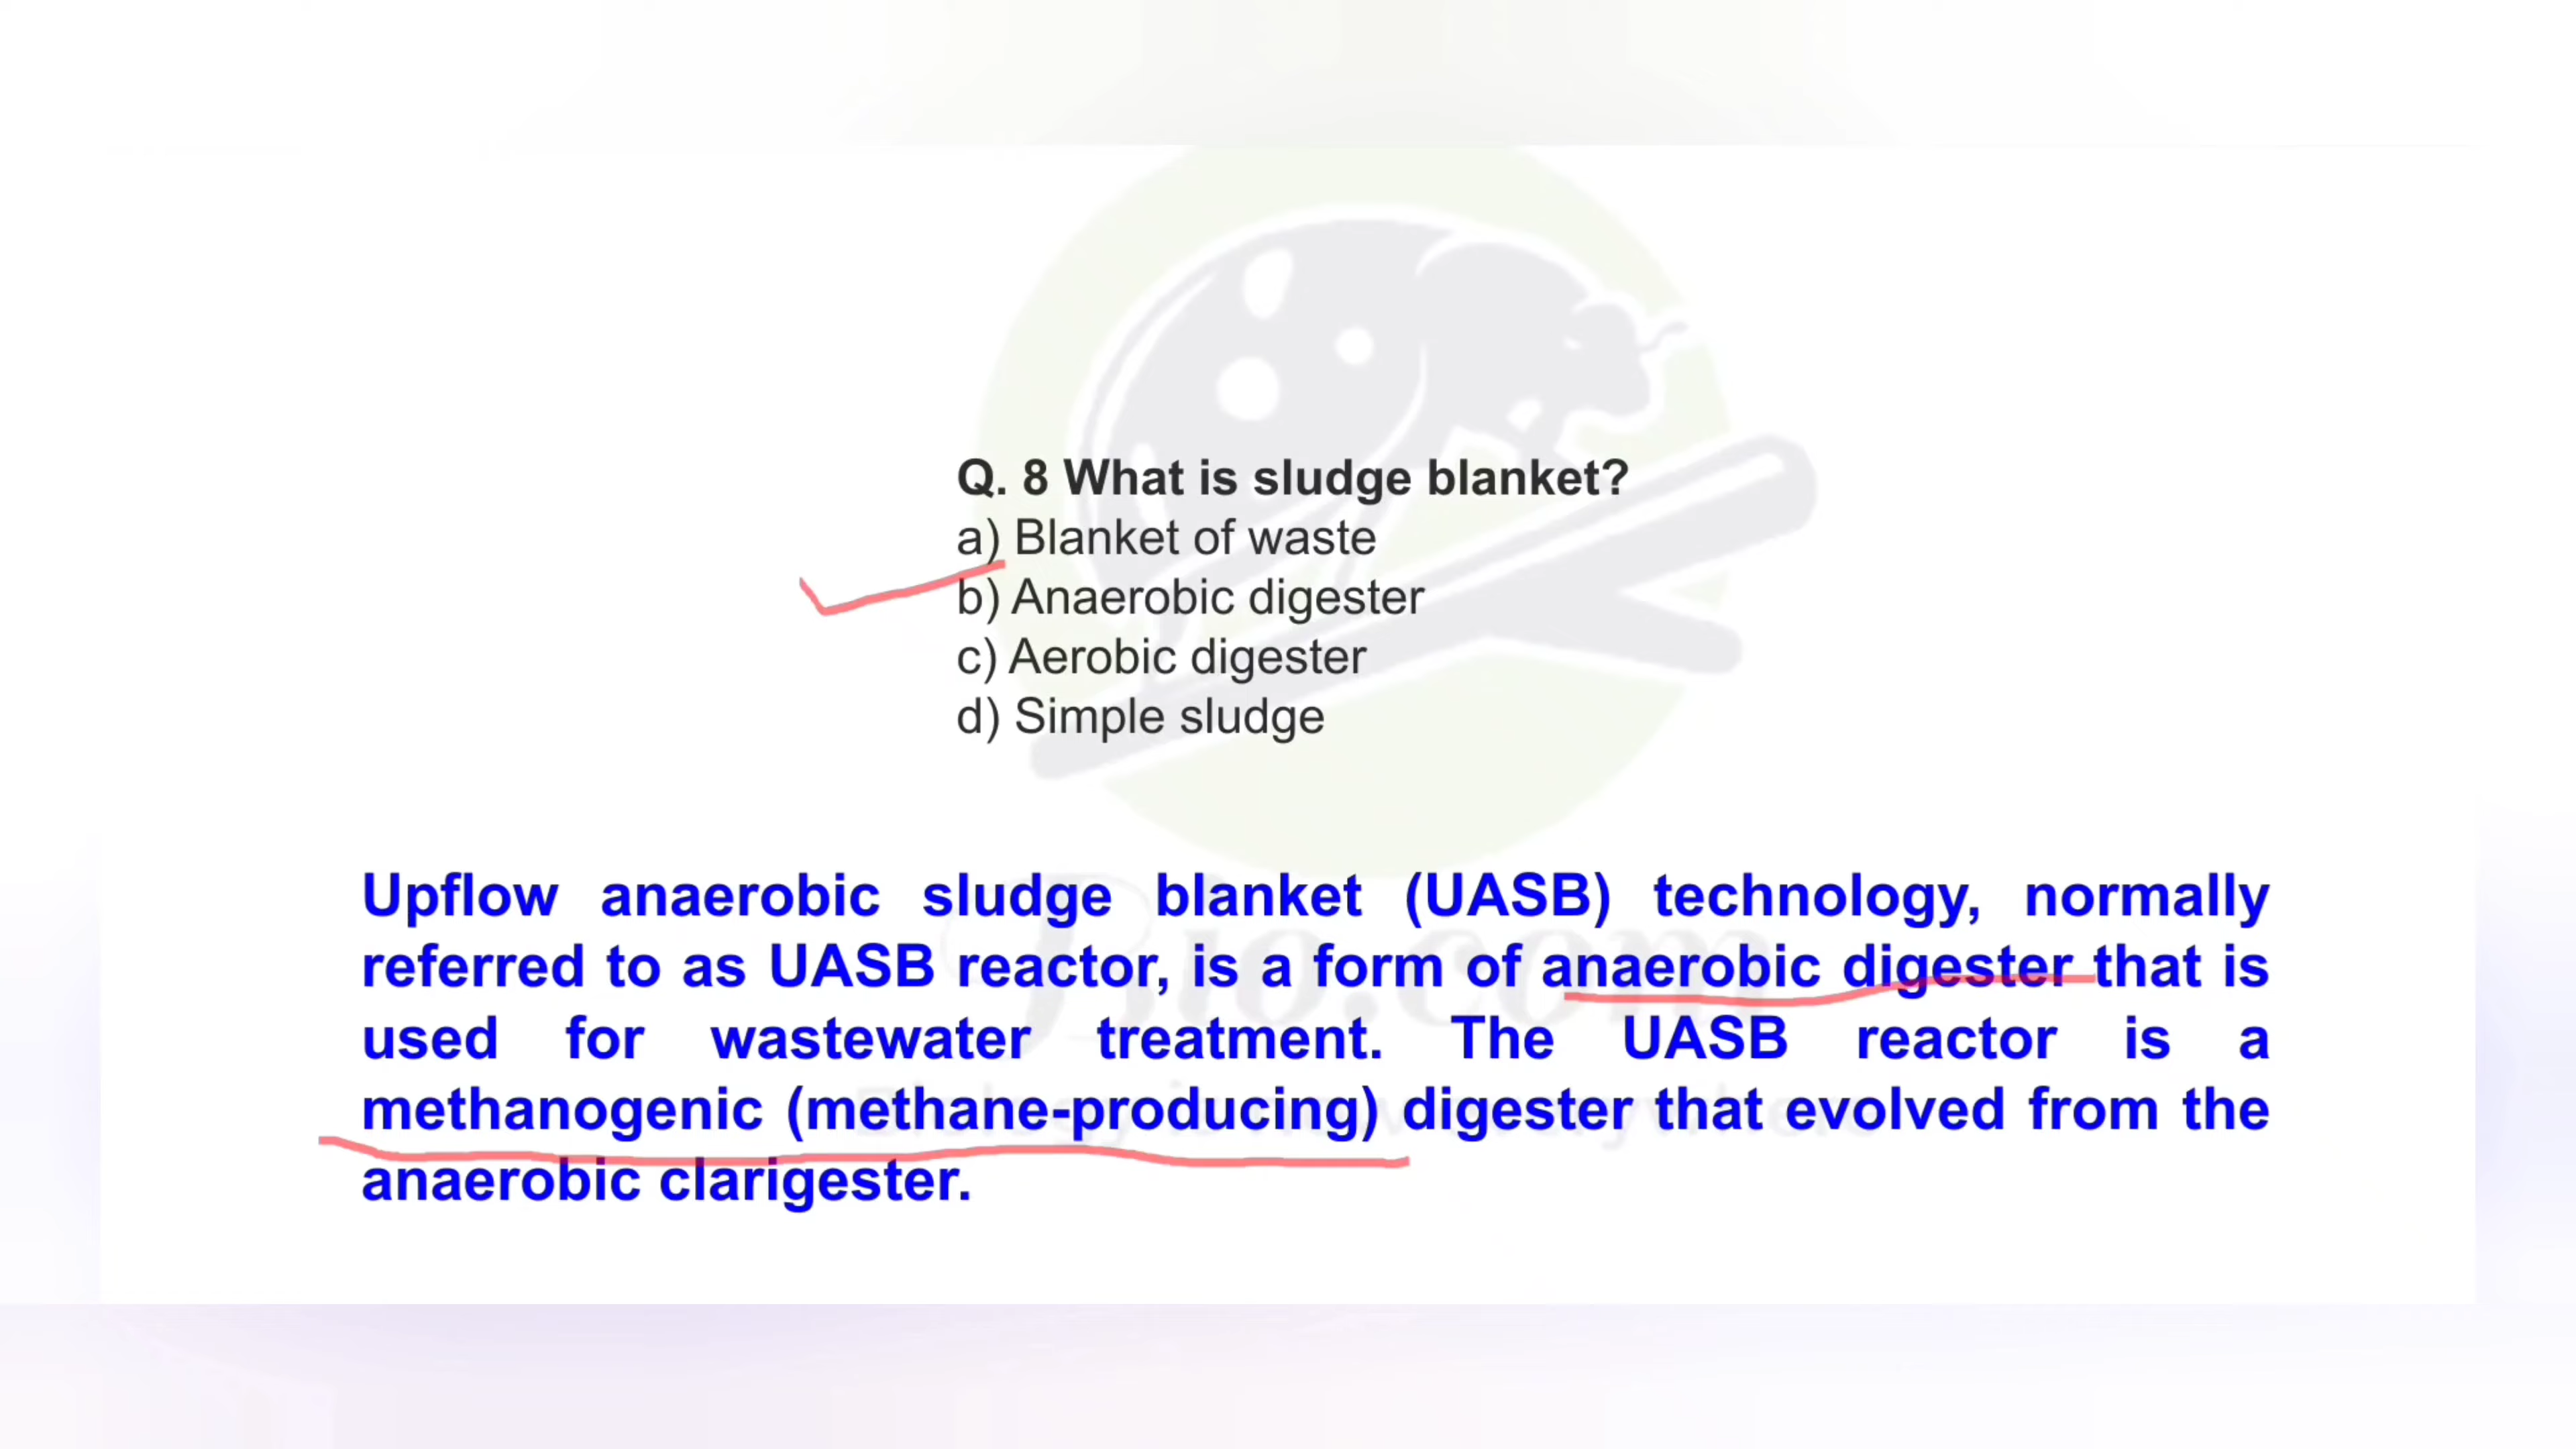 Q. 8 What is sludge blanket?
a) Blanket of waste
b) Anaerobic digester
c) Aerobic digester
d) Simple sludge
Upflow anaerobic sludge blanket (UASB) technology, normally
referred to as UASB reactor, is a form of anaerobic digester that is
used for wastewater treatment. The UASB reactor is a
methanogenic (methane-producing) digester that evolved from the
anaerobic clarigester.
Bio.com